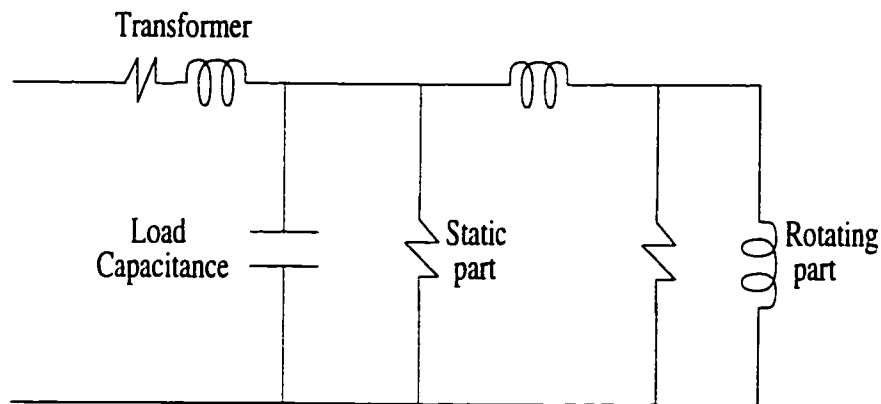 Transformer
Load
Capacitance
Static
part
Rotating
part